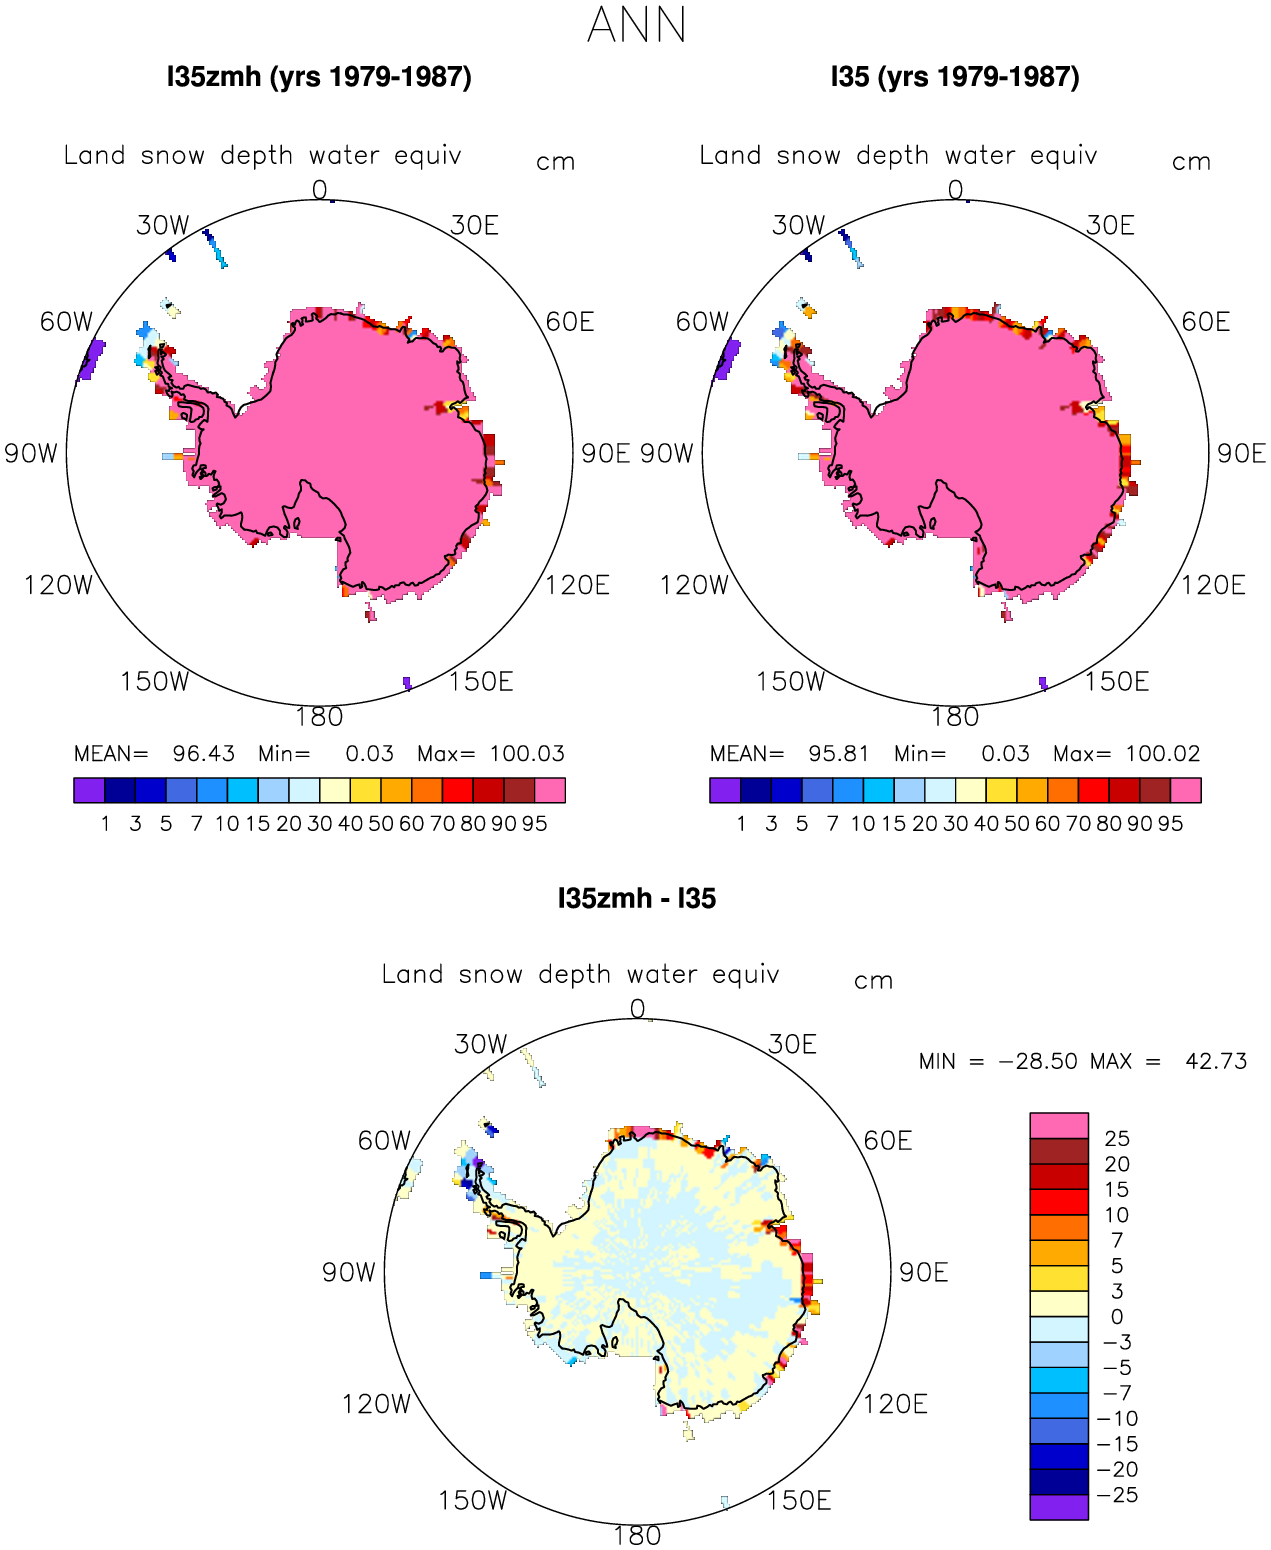 ANN
l35zmh (yrs 1979-1987)
l35 (yrs 1979-1987)
Land snow depth water equiv cm
Land snow depth water equiv cm
0
30W 30E
60W 60E
90W 90E
120W 120E
150W 150E
180
0
30W 30E
60W 60E
90W 90E
120W 120E
150W 150E
180
MEAN= 96.43 Min= 0.03 Max= 100.03
1 3 5 7 10 15 20 30 40 50 60 70 80 90 95
MEAN= 95.81 Min= 0.03 Max= 100.02
1 3 5 7 10 15 20 30 40 50 60 70 80 90 95
l35zmh - l35
Land snow depth water equiv cm
0
30W 30E
60W 60E
90W 90E
120W 120E
150W 150E
180
MIN = −28.50 MAX = 42.73
25
20
15
10
7
5
3
0
−3
−5
−7
−10
−15
−20
−25